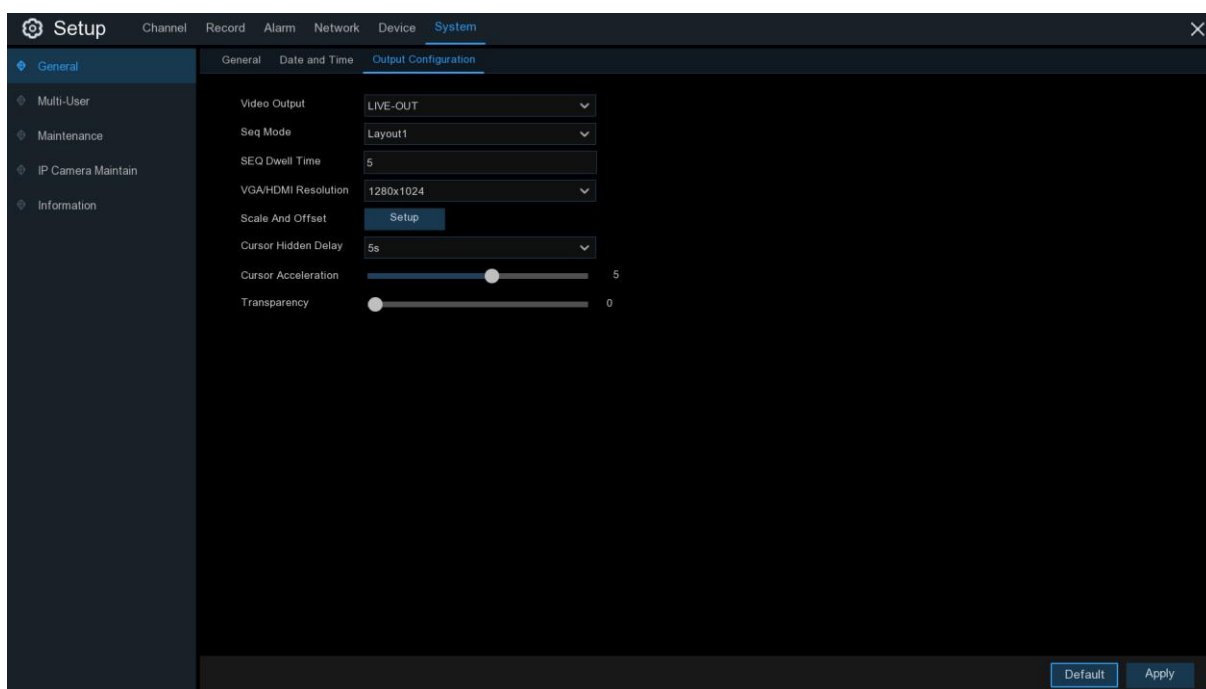 Setup Channel Record Alarm Network Device System
General Date and Time Output Configuration
General
Multi-User
Maintenance
IP Camera Maintain
Information
Video Output LIVE-OUT
Seq Mode Layout1
SEQ Dwell Time 5
VGA/HDMI Resolution 1280x1024
Scale And Offset Setup
Cursor Hidden Delay 5s
Cursor Acceleration 5
Transparency 0
Default Apply